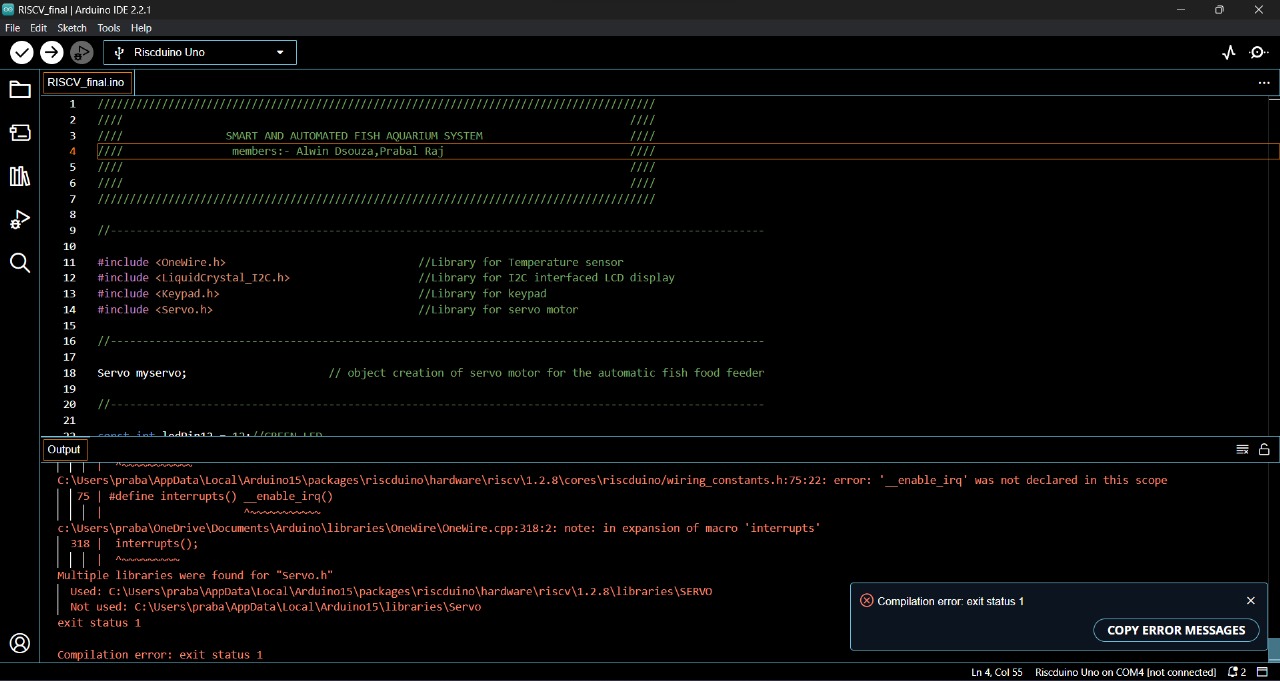 RISCV_final | Arduino IDE 2.2.1
File Edit Sketch Tools Help
Riscduino Uno
RISCV_final.ino
1 ///////////////////////////////////////////////////////////////////////////////////////
2 //// ////
3 //// SMART AND AUTOMATED FISH AQUARIUM SYSTEM ////
4 //// members:- Alwin Dsouza,Prabal Raj ////
5 //// ////
6 //// ////
7 ///////////////////////////////////////////////////////////////////////////////////////
8
9 //------------------------------------------------------------------------------------------------------
10
11 #include <OneWire.h> //Library for Temperature sensor
12 #include <LiquidCrystal_I2C.h> //Library for I2C interfaced LCD display
13 #include <Keypad.h> //Library for keypad
14 #include <Servo.h> //Library for servo motor
15
16 //------------------------------------------------------------------------------------------------------
17
18 Servo myservo; // object creation of servo motor for the automatic fish food feeder
19
20 //------------------------------------------------------------------------------------------------------
21
22 const int ledPin12 = 12;//GREEN LED
Output
| ^~~~~~~~~~~~
C:\Users\praba\AppData\Local\Arduino15\packages\riscduino\hardware\riscv\1.2.8\cores\riscduino/wiring_constants.h:75:22: error: '__enable_irq' was not declared in this scope
75 | #define interrupts() __enable_irq()
| ^~~~~~~~~~~~
c:\Users\praba\OneDrive\Documents\Arduino\libraries\OneWire\OneWire.cpp:318:2: note: in expansion of macro 'interrupts'
318 | interrupts();
| ^~~~~~~~~~
Multiple libraries were found for "Servo.h"
Used: C:\Users\praba\AppData\Local\Arduino15\packages\riscduino\hardware\riscv\1.2.8\libraries\SERVO
Not used: C:\Users\praba\AppData\Local\Arduino15\libraries\Servo
exit status 1
Compilation error: exit status 1
Compilation error: exit status 1
COPY ERROR MESSAGES
Ln 4, Col 55 Riscduino Uno on COM4 [not connected] 2